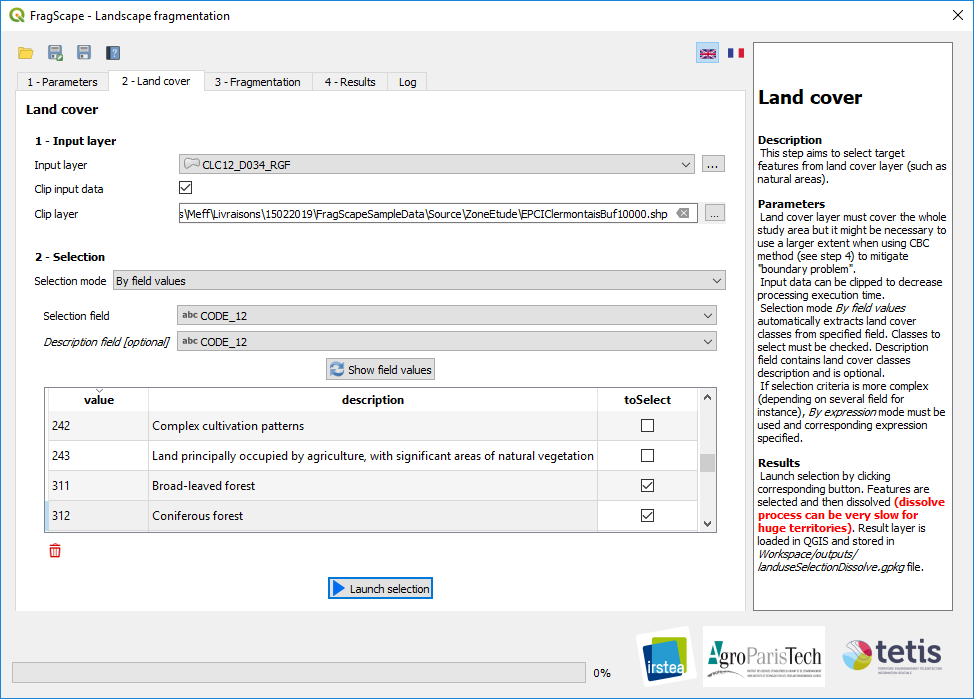 FragScape - Landscape fragmentation
1 - Parameters
2 - Land cover
3 - Fragmentation
4 - Results
Log
Land cover
1 - Input layer
Input layer
CLC12_D034_RGF
...
Clip input data
Clip layer
s\Meff\Livraisons\15022019\FragScapeSampleData\Source\ZoneEtude\EPCIClermontaisBuf10000.shp
...
2 - Selection
Selection mode
By field values
Selection field
abc CODE_12
Description field [optional]
abc CODE_12
Show field values
value description toSelect
242 Complex cultivation patterns
243 Land principally occupied by agriculture, with significant areas of natural vegetation
311 Broad-leaved forest
312 Coniferous forest
Launch selection
Land cover
Description
This step aims to select target
features from land cover layer (such as
natural areas).
Parameters
Land cover layer must cover the whole
study area but it might be necessary to
use a larger extent when using CBC
method (see step 4) to mitigate
"boundary problem".
Input data can be clipped to decrease
processing execution time.
Selection mode By field values
automatically extracts land cover
classes from specified field. Classes to
select must be checked. Description
field contains land cover classes
description and is optional.
If selection criteria is more complex
(depending on several field for
instance), By expression mode must be
used and corresponding expression
specified.
Results
Launch selection by clicking
corresponding button. Features are
selected and then dissolved (dissolve
process can be very slow for
huge territories). Result layer is
loaded in QGIS and stored in
Workspace/outputs/
landuseSelectionDissolve.gpkg file.
0%
irstea
AgroParisTech
tetis